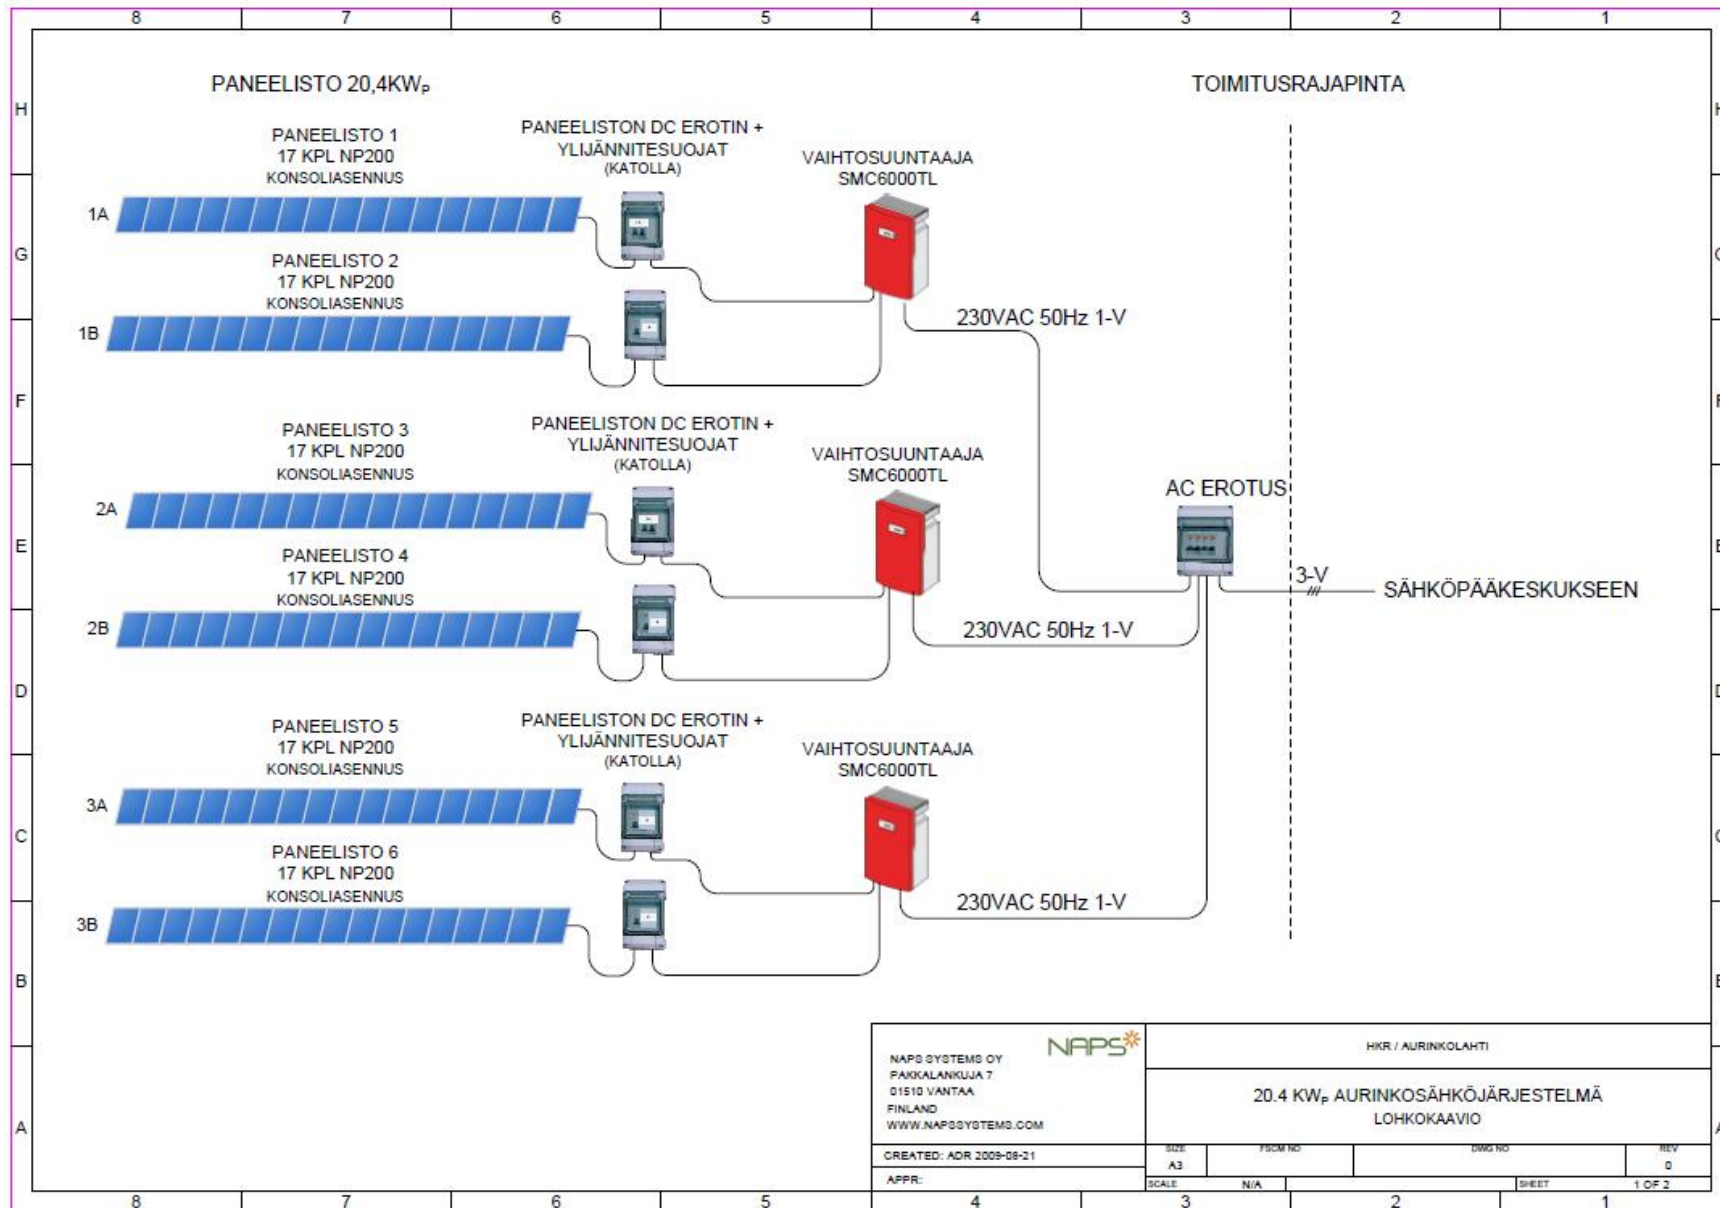 8 7 6 5 4 3 2 1
H
G
F
E
D
C
B
A
PANEELISTO 20,4KWP
TOIMITUSRAJAPINTA
PANEELISTO 1
17 KPL NP200
KONSOLIASENNUS
1A
PANEELISTON DC EROTIN +
YLIJÄNNITESUOJAT
(KATOLLA)
VAIHTOSUUNTAAJA
SMC6000TL
PANEELISTO 2
17 KPL NP200
KONSOLIASENNUS
1B
230VAC 50Hz 1-V
PANEELISTO 3
17 KPL NP200
KONSOLIASENNUS
2A
PANEELISTON DC EROTIN +
YLIJÄNNITESUOJAT
(KATOLLA)
VAIHTOSUUNTAAJA
SMC6000TL
AC EROTUS
PANEELISTO 4
17 KPL NP200
KONSOLIASENNUS
2B
230VAC 50Hz 1-V
3-V
SÄHKÖPÄÄKESKUKSEEN
PANEELISTO 5
17 KPL NP200
KONSOLIASENNUS
3A
PANEELISTON DC EROTIN +
YLIJÄNNITESUOJAT
(KATOLLA)
VAIHTOSUUNTAAJA
SMC6000TL
PANEELISTO 6
17 KPL NP200
KONSOLIASENNUS
3B
230VAC 50Hz 1-V
NAPS
NAPS SYSTEMS OY
PAKKALANKUJA 7
01510 VANTAA
FINLAND
WWW.NAPSSYSTEMS.COM
CREATED: ADR 2009-08-21
APPR:
HKR / AURINKOLAHTI
20.4 KWP AURINKOSÄHKÖJÄRJESTELMÄ
LOHKOKAAVIO
SIZE
A3
FSCM NO
DWG NO
REV
0
SCALE N/A
SHEET 1 OF 2
8 7 6 5 4 3 2 1